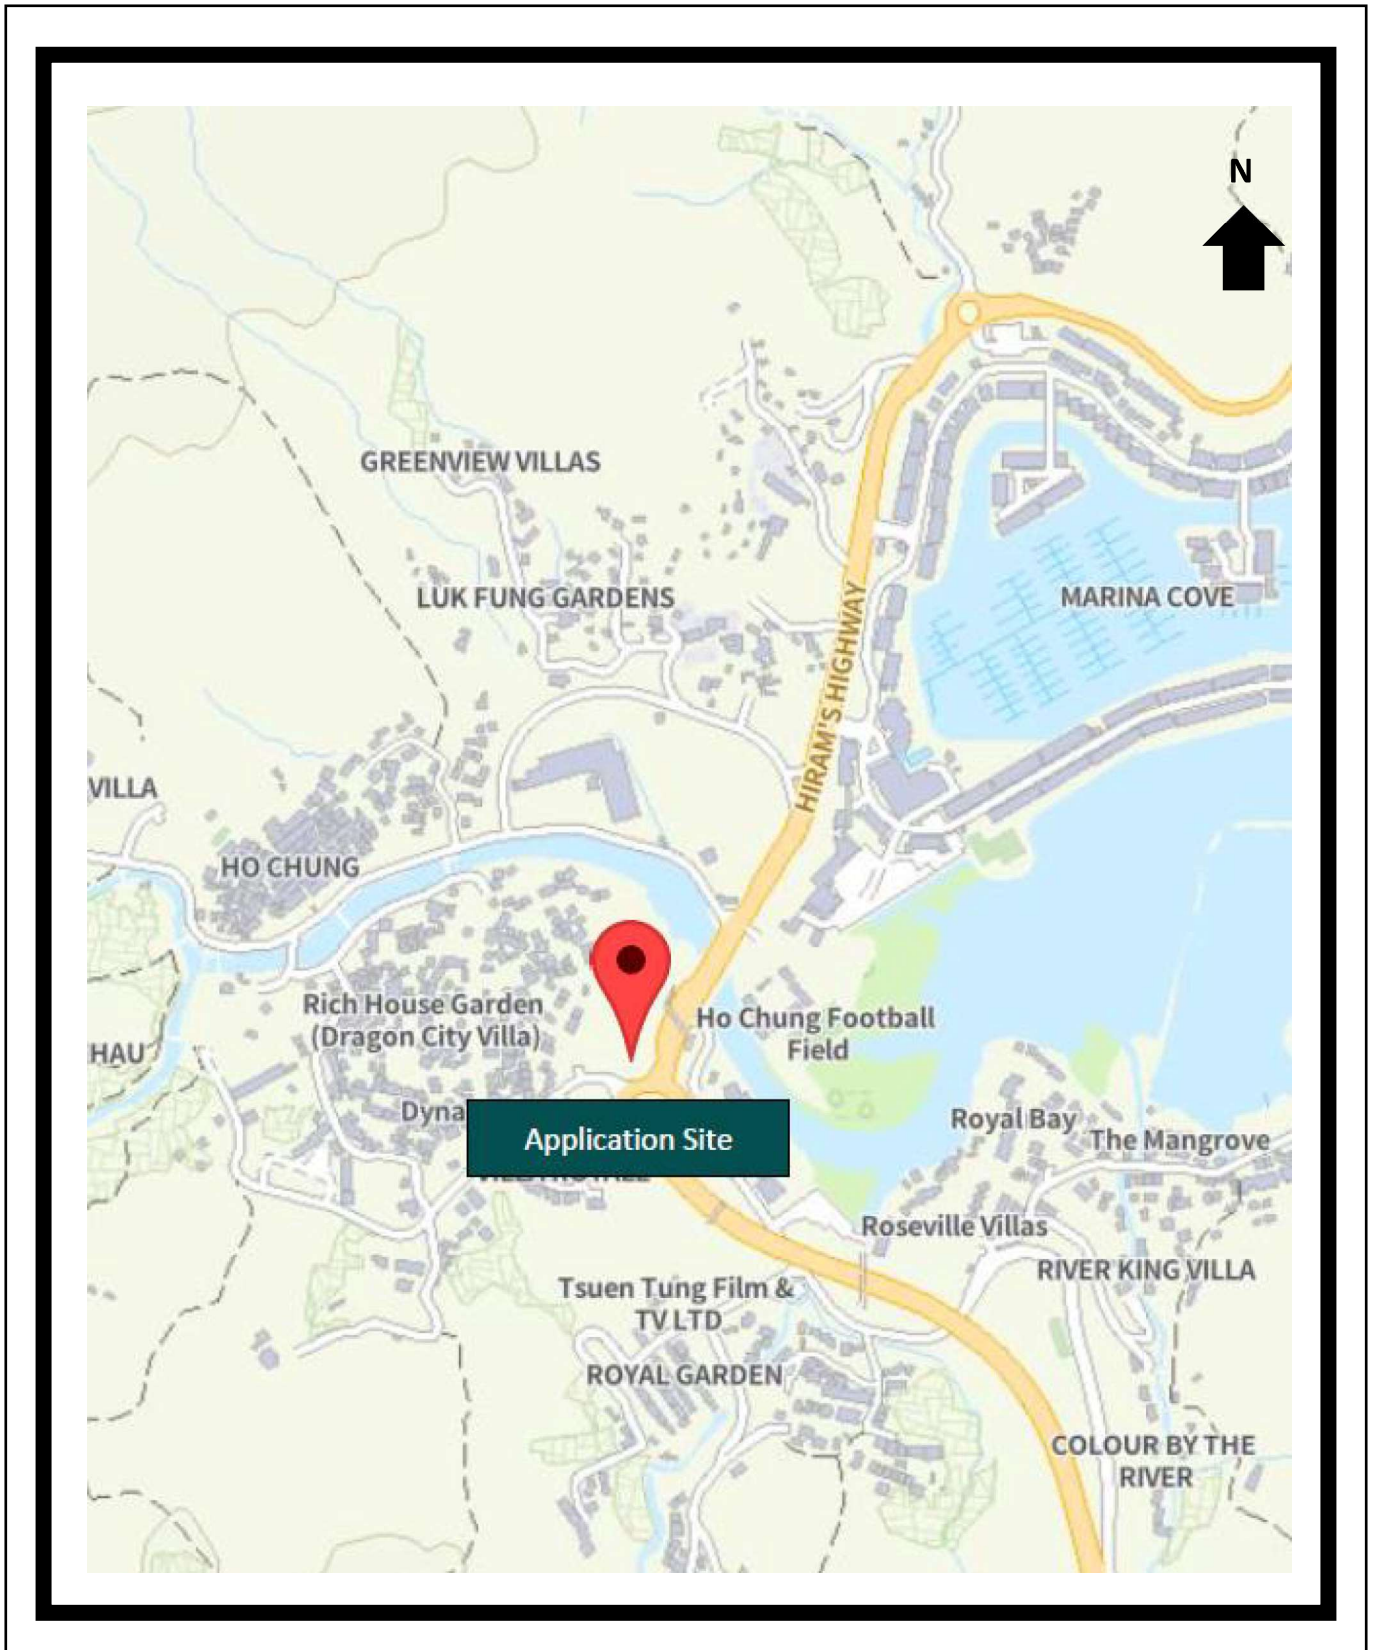 N
GREENVIEW VILLAS
LUK FUNG GARDENS
MARINA COVE
HIRAM'S HIGHWAY
VILLA
HO CHUNG
Rich House Garden
(Dragon City Villa)
Ho Chung Football
Field
HAU
Dyna
Application Site
Royal Bay
The Mangrove
Roseville Villas
RIVER KING VILLA
Tsuen Tung Film &
TV LTD
ROYAL GARDEN
COLOUR BY THE
RIVER